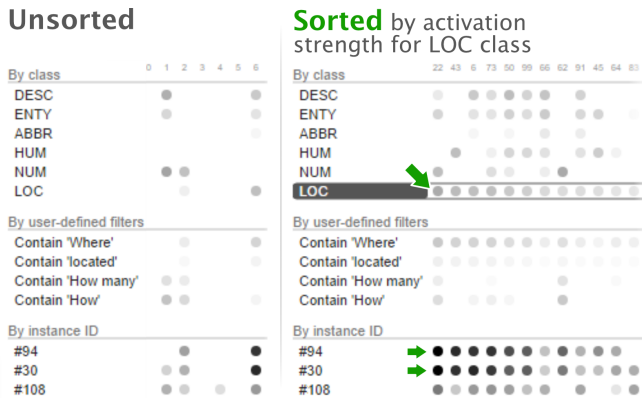 Unsorted
By class 0 1 2 3 4 5 6
DESC
ENTY
ABBR
HUM
NUM
LOC
By user-defined filters
Contain 'Where'
Contain 'located'
Contain 'How many'
Contain 'How'
By instance ID
#94
#30
#108
Sorted by activation
strength for LOC class
By class 22 43 6 73 50 99 66 62 91 45 64 83
DESC
ENTY
ABBR
HUM
NUM
LOC
By user-defined filters
Contain 'Where'
Contain 'located'
Contain 'How many'
Contain 'How'
By instance ID
#94
#30
#108